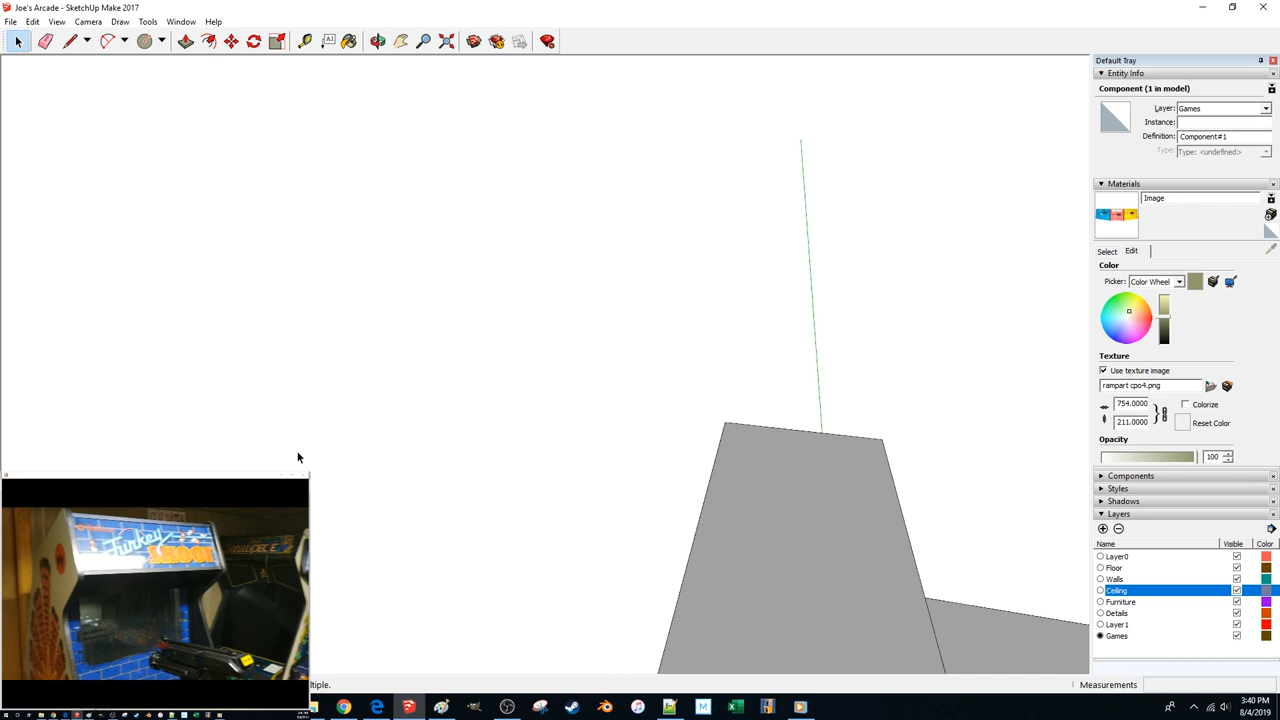 Joe's Arcade - SketchUp Make 2017
File Edit View Camera Draw Tools Window Help
Default Tray
Entity Info
Component (1 in model)
Layer: Games
Instance:
Definition: Component#1
Type: Type: <undefined>
Materials
Image
Select Edit
Color
Picker: Color Wheel
Texture
Use texture image
rampart cpo4.png
754.0000 Colorize
211.0000 Reset Color
Opacity
100
Components
Styles
Shadows
Layers
Name Visible Color
Layer0
Floor
Walls
Ceiling
Furniture
Details
Layer1
Games
Funkey
SHOOT
ltiple.
Measurements
3:40 PM
8/4/2019